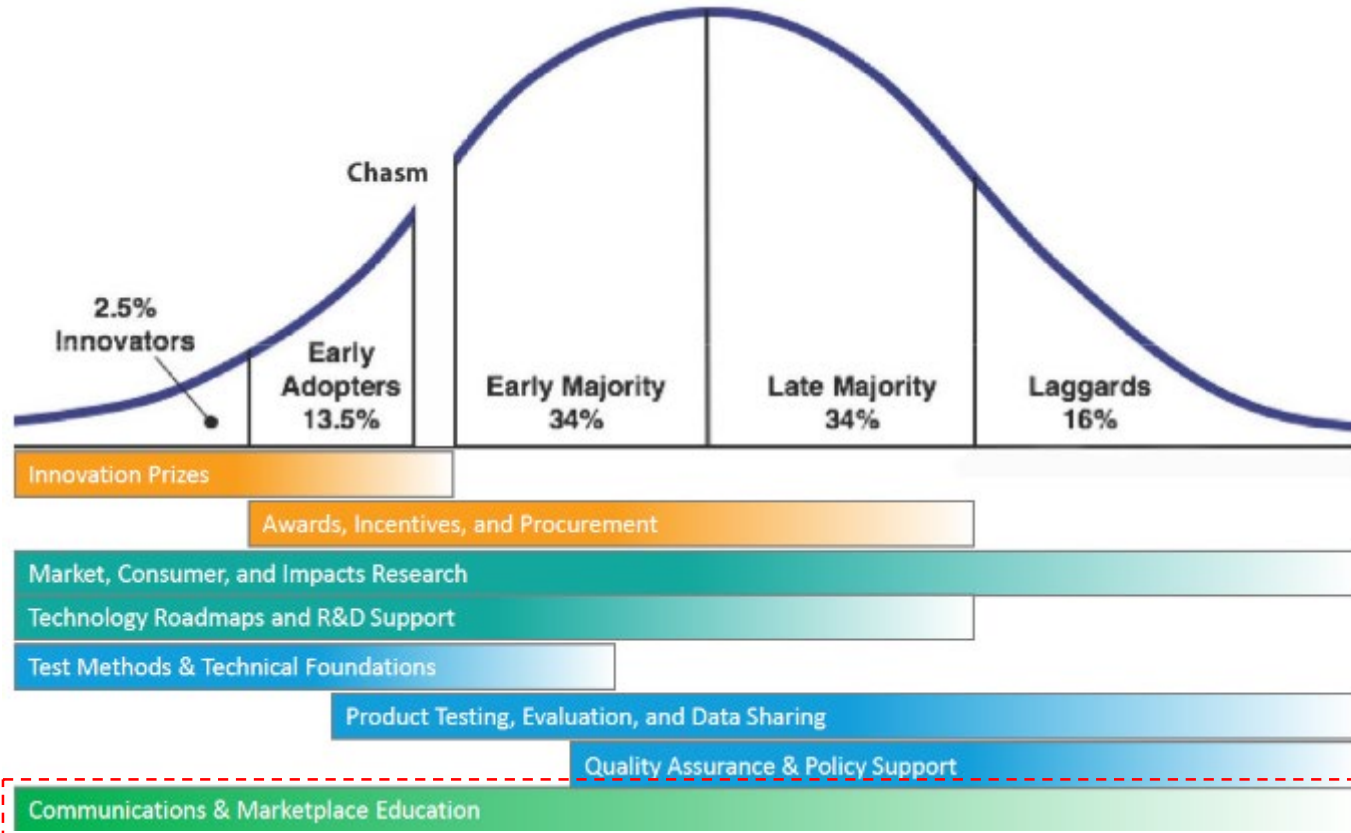 Chasm
2.5%
Innovators
Early
Adopters
13.5%
Early Majority
34%
Late Majority
34%
Laggards
16%
Innovation Prizes
Awards, Incentives, and Procurement
Market, Consumer, and Impacts Research
Technology Roadmaps and R&D Support
Test Methods & Technical Foundations
Product Testing, Evaluation, and Data Sharing
Quality Assurance & Policy Support
Communications & Marketplace Education